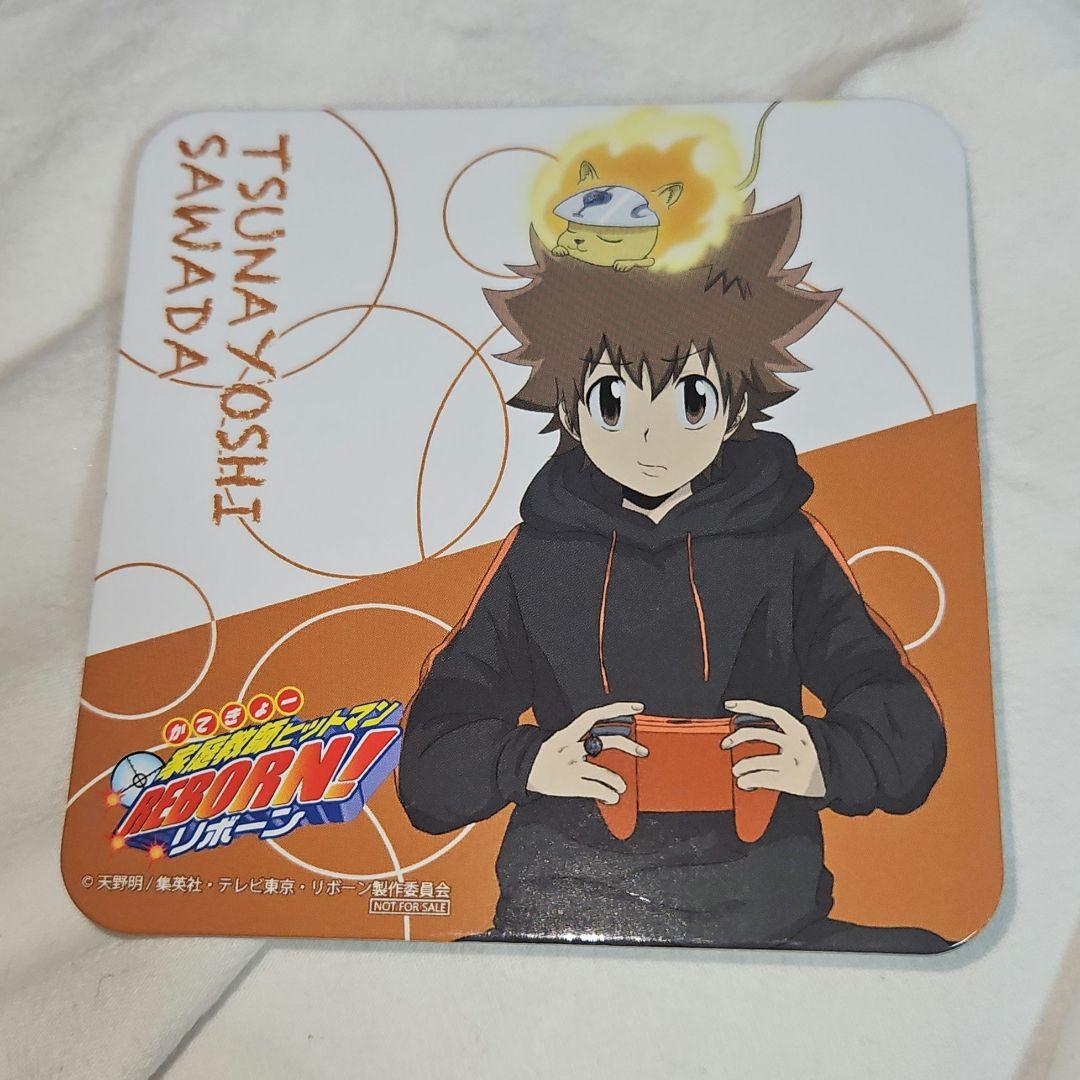 TSUNAYOSHI
SAWADA
かてきょー
家庭教師ヒットマン
REBORN!
リボーン
© 天野明/集英社・テレビ東京・リボーン製作委員会
NOT FOR SALE